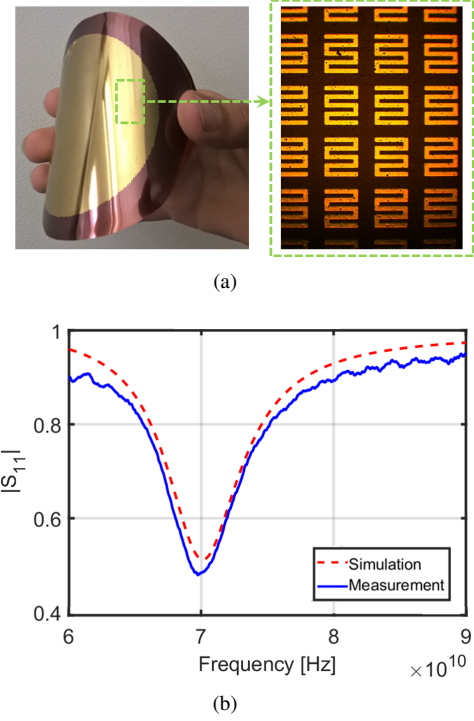 (a)
1
0.8
0.6
0.4
|S11|
Simulation
Measurement
6
7
8
9
Frequency [Hz]
×10^10
(b)